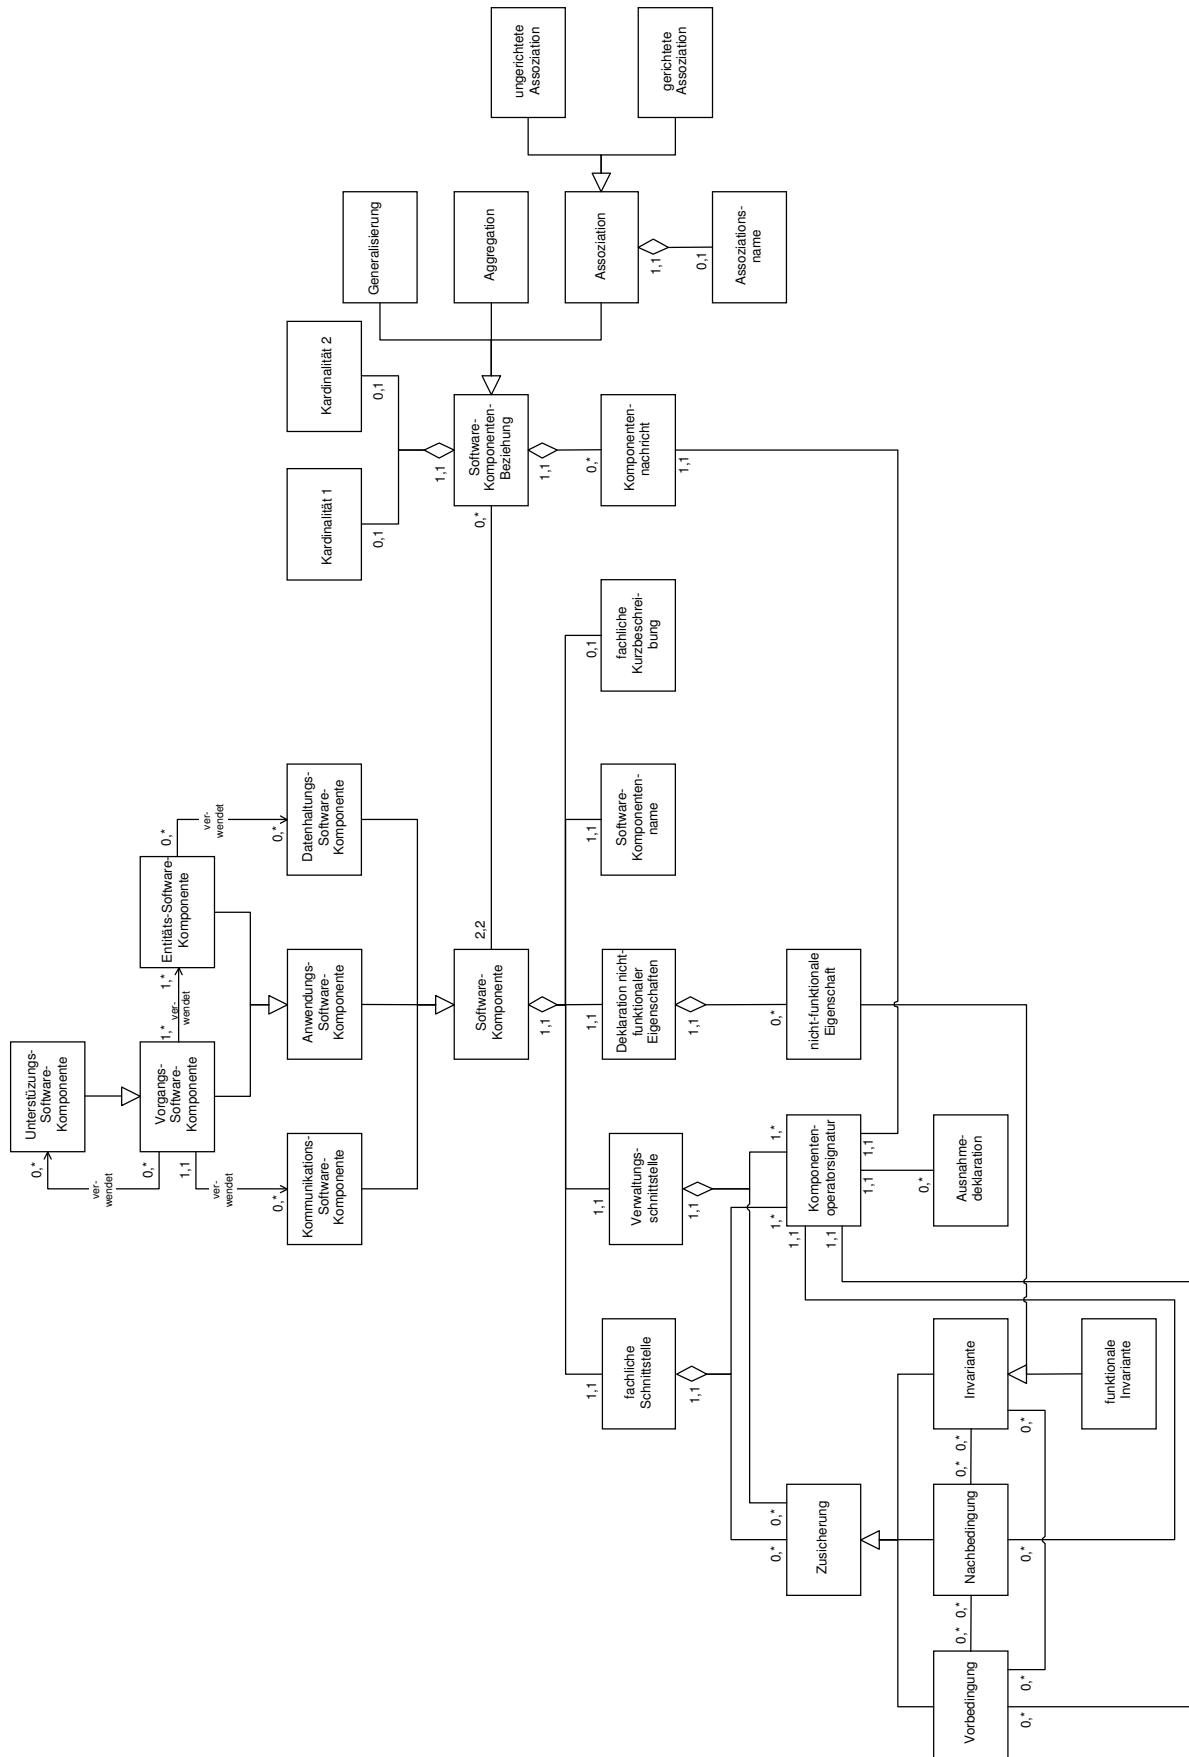 0,*
Unterstüzungs-
Software-
Komponente
ver-
wendet
0,*
Vorgangs-
Software-
Komponente
1,*
ver-
wendet
1,*
Entitäts-Software-
Komponente
0,*
1,1
ver-
wendet
ver-
wendet
0,*
0,*
Kommunikations-
Software-
Komponente
Anwendungs-
Software-
Komponente
Datenhaltungs-
Software-
Komponente
Kardinalität 1
Kardinalität 2
0,1
0,1
Generalisierung
1,1
Software-
Komponente
2,2
0,*
Software-
Komponenten-
Beziehung
Aggregation
ungerichtete
Assoziation
1,1
1,1
1,1
1,1
1,1
1,1
0,1
0,*
fachliche
Schnittstelle
Verwaltungs-
schnittstelle
Deklaration nicht-
funktionaler
Eigenschaften
Software-
Komponenten-
name
fachliche
Kurzbeschrei-
bung
Komponenten-
nachricht
Assoziation
gerichtete
Assoziation
1,1
1,1
1,1
1,1
1,1
0,*
0,*
1,*
1,*
0,*
0,1
Zusicherung
Komponenten-
operatorsignatur
nicht-funktionale
Eigenschaft
Assoziations-
name
1,1
1,1
1,1
1,1
0,*
Vorbedingung
0,*
0,*
Nachbedingung
0,*
0,*
Invariante
Ausnahme-
deklaration
0,*
0,*
0,*
0,*
funktionale
Invariante